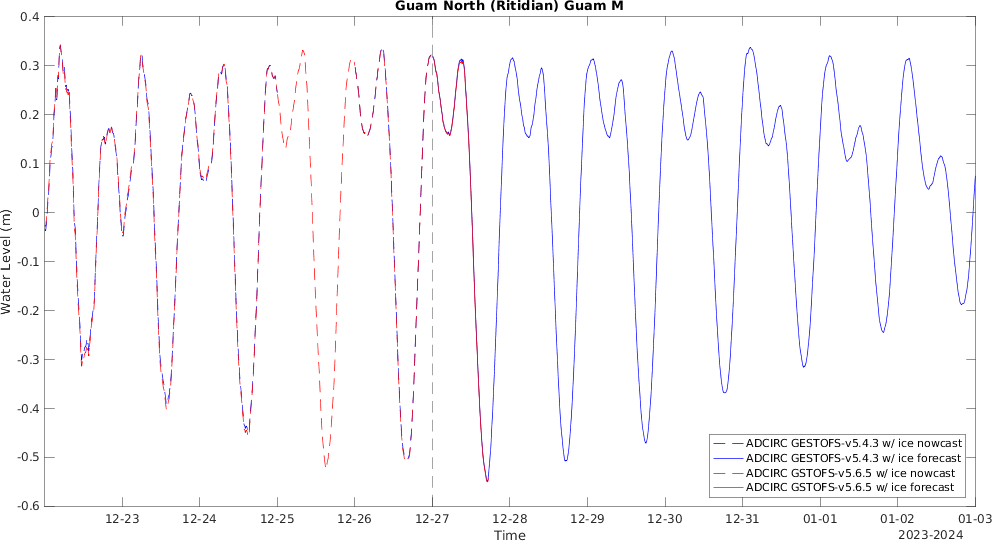 Guam North (Ritidian) Guam M
0.4
0.3
0.2
0.1
0
-0.1
-0.2
-0.3
-0.4
-0.5
-0.6
Water Level (m)
ADCIRC GESTOFS-v5.4.3 w/ ice nowcast
ADCIRC GESTOFS-v5.4.3 w/ ice forecast
ADCIRC GSTOFS-v5.6.5 w/ ice nowcast
ADCIRC GSTOFS-v5.6.5 w/ ice forecast
12-23 12-24 12-25 12-26 12-27 12-28 12-29 12-30 12-31 01-01 01-02 01-03
Time
2023-2024